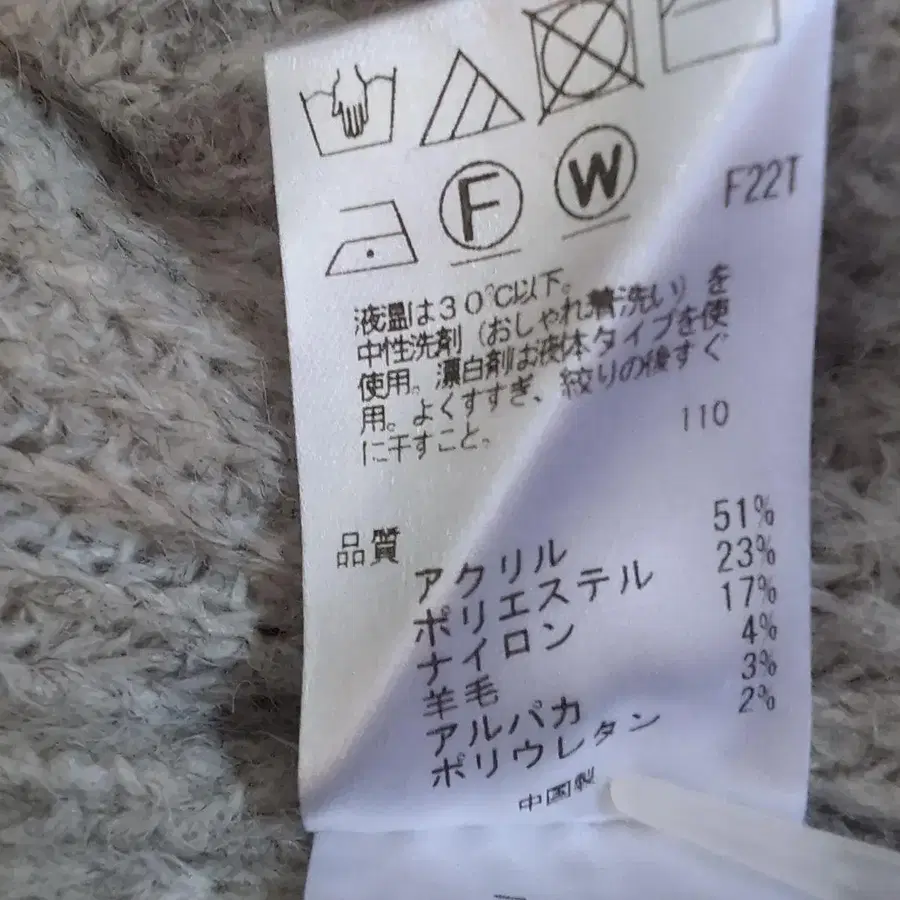 F W
F22T
液温は30℃以下。
中性洗剤（おしゃれ着洗い）を
使用。漂白剤は液体タイプを使
用。よくすすぎ、絞りの後すぐ
に干すこと。
110
品質
アクリル 51%
ポリエステル 23%
ナイロン 17%
羊毛 4%
アルパカ 3%
ポリウレタン 2%
中国製